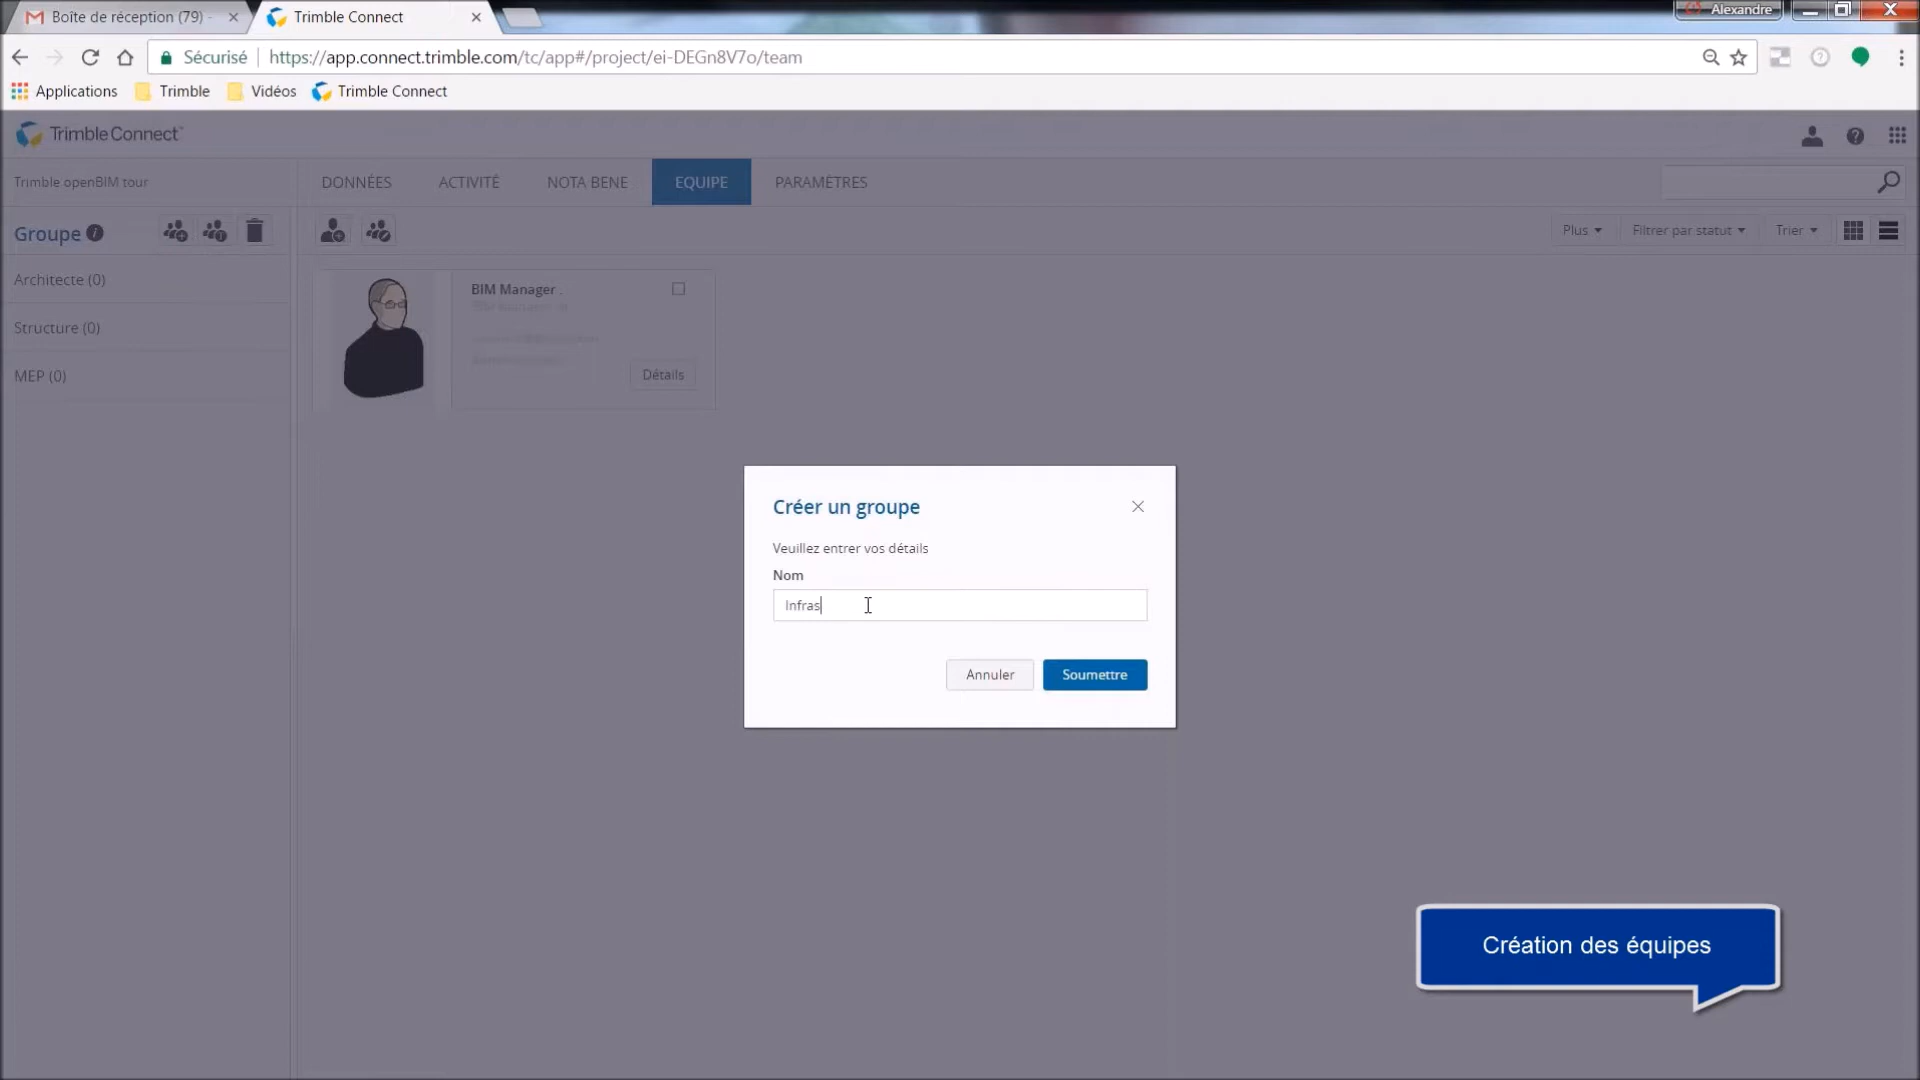 Boîte de réception (79) -
Trimble Connect
Alexandre
Sécurisé
https://app.connect.trimble.com/tc/app#/project/ei-DEGn8V7o/team
Applications
Trimble
Vidéos
Trimble Connect
Trimble Connect
Trimble openBIM tour
DONNÉES
ACTIVITÉ
NOTA BENE
EQUIPE
PARAMÈTRES
Groupe
Plus
Filtrer par statut
Trier
Architecte (0)
Structure (0)
MEP (0)
BIM Manager .
Détails
Créer un groupe
Veuillez entrer vos détails
Nom
Infras
Annuler
Soumettre
Création des équipes